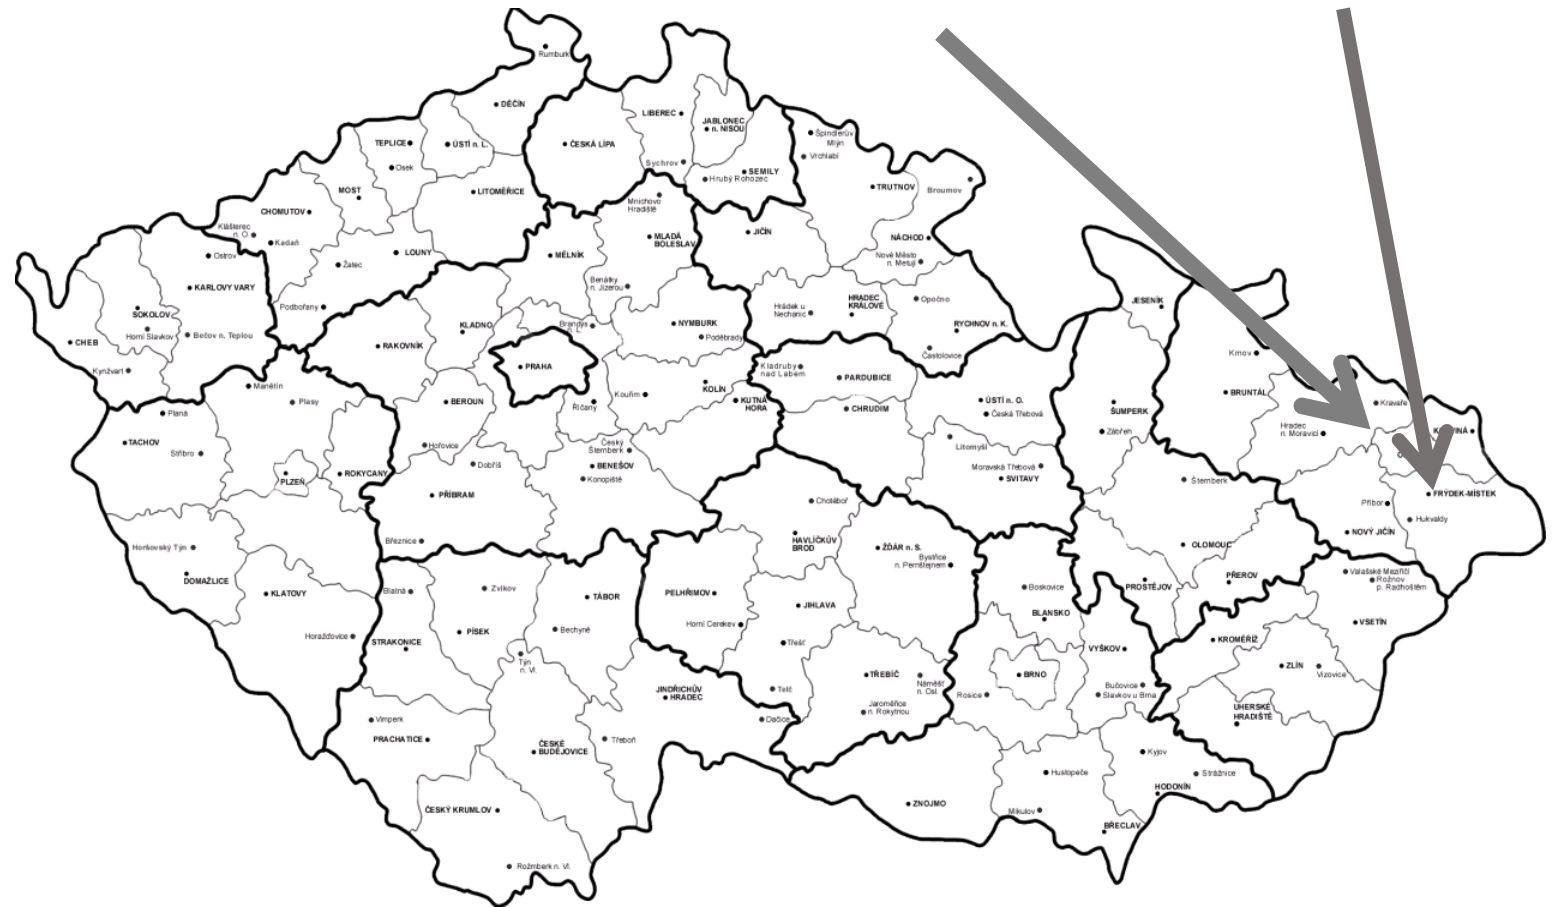 Rumburk
DĚČÍN
LIBEREC
JABLONEC
n. NISOU
ČESKÁ LÍPA
TEPLICE
ÚSTÍ n. L.
Osek
Sychrov
SEMILY
Hrubý Rohozec
Špindlerův
Mlýn
Vrchlabí
TRUTNOV
Broumov
MOST
LITOMĚŘICE
Mnichovo
Hradiště
CHOMUTOV
Klášterec
n. O.
Kadaň
MLADÁ
BOLESLAV
JIČÍN
NÁCHOD
Nové Město
n. Metují
Ostrov
Žatec
LOUNY
MĚLNÍK
KARLOVY VARY
Podbořany
Benátky
n. Jizerou
Hrádek u
Nechanic
HRADEC
KRÁLOVÉ
Opočno
JESENÍK
SOKOLOV
Horní Slavkov
Bečov n. Teplou
KLADNO
Brandýs
n. L.
NYMBURK
Poděbrady
RYCHNOV n. K.
CHEB
Kynžvart
RAKOVNÍK
PRAHA
Častolovice
Krnov
Kladruby
nad Labem
PARDUBICE
Manětín
Plasy
BEROUN
Říčany
Kouřim
KOLÍN
KUTNÁ
HORA
CHRUDIM
ÚSTÍ n. O.
Česká Třebová
ŠUMPERK
BRUNTÁL
Kravaře
Planá
TACHOV
Stříbro
Hořovice
Dobříš
Český
Šternberk
BENEŠOV
Konopiště
Litomyšl
Moravská Třebová
SVITAVY
Zábřeh
Hradec
n. Moravicí
PLZEŇ
ROKYCANY
PŘÍBRAM
Chotěboř
Šternberk
Příbor
FRÝDEK-MÍSTEK
Hukvaldy
NOVÝ JIČÍN
Březnice
HAVLÍČKŮV
BROD
ŽĎÁR n. S.
Bystřice
n. Pernštejnem
OLOMOUC
Horšovský Týn
DOMAŽLICE
KLATOVY
Blatná
Zvíkov
TÁBOR
PELHŘIMOV
JIHLAVA
Boskovice
BLANSKO
PROSTĚJOV
PŘEROV
Valašské Meziříčí
Rožnov
p. Radhoštěm
VSETÍN
Horažďovice
STRAKONICE
PÍSEK
Bechyně
Horní Cerekev
Třešť
VYŠKOV
KROMĚŘÍŽ
Týn
n. Vl.
TŘEBÍČ
Náměšť
n. Osl.
BRNO
Rosice
Bučovice
Slavkov u Brna
ZLÍN
Vizovice
JINDŘICHŮV
HRADEC
Telč
Jaroměřice
n. Rokytnou
Dačice
UHERSKÉ
HRADIŠTĚ
Vimperk
PRACHATICE
ČESKÉ
BUDĚJOVICE
Třeboň
Kyjov
Strážnice
Hustopeče
HODONÍN
ČESKÝ KRUMLOV
ZNOJMO
Mikulov
BŘECLAV
Rožmberk n. Vl.